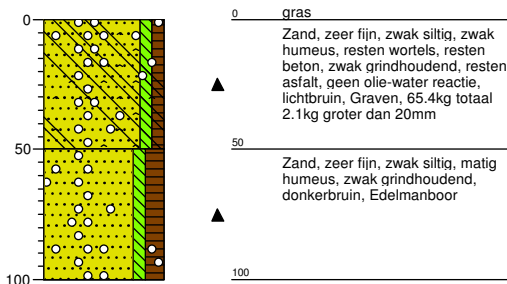 0
0
gras
Zand, zeer fijn, zwak siltig, zwak
humeus, resten wortels, resten
beton, zwak grindhoudend, resten
asfalt, geen olie-water reactie,
lichtbruin, Graven, 65.4kg totaal
2.1kg groter dan 20mm
50
50
Zand, zeer fijn, zwak siltig, matig
humeus, zwak grindhoudend,
donkerbruin, Edelmanboor
100
100